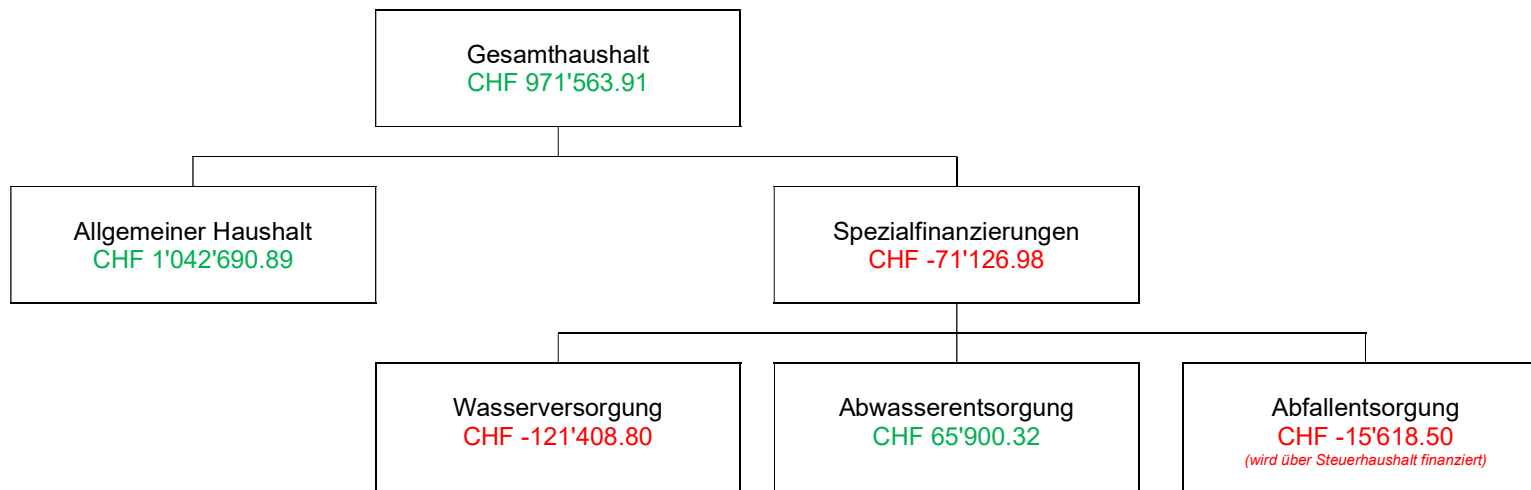 Gesamthaushalt
CHF 971'563.91
Allgemeiner Haushalt
CHF 1'042'690.89
Spezialfinanzierungen
CHF -71'126.98
Wasserversorgung
CHF -121'408.80
Abwasserentsorgung
CHF 65'900.32
Abfallentsorgung
CHF -15'618.50
(wird über Steuerhaushalt finanziert)